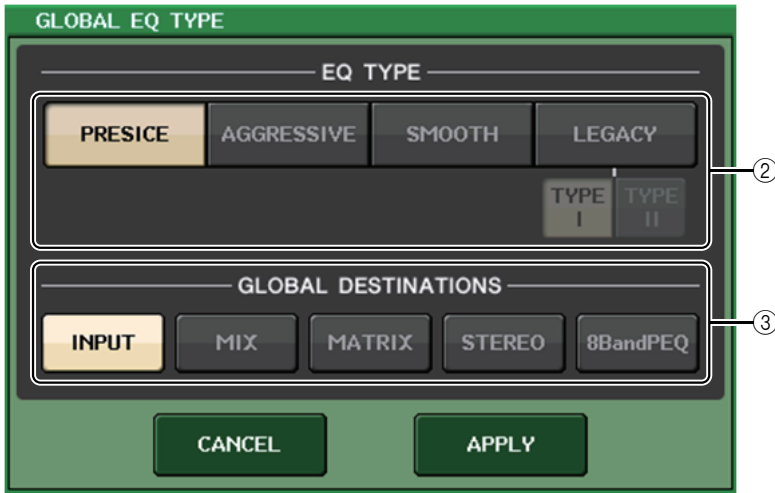 GLOBAL EQ TYPE
EQ TYPE
PRESICE AGGRESSIVE SMOOTH LEGACY
②
TYPE I TYPE II
GLOBAL DESTINATIONS
③
INPUT MIX MATRIX STEREO 8BandPEQ
CANCEL APPLY